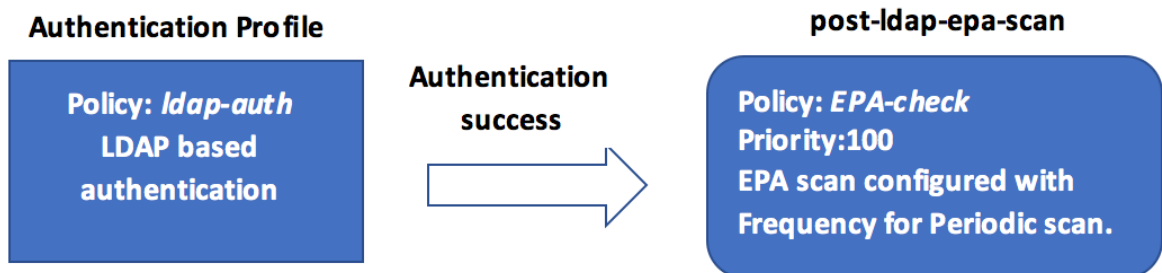 Authentication Profile
Policy: ldap-auth
LDAP based
authentication
Authentication
success
post-ldap-epa-scan
Policy: EPA-check
Priority:100
EPA scan configured with
Frequency for Periodic scan.